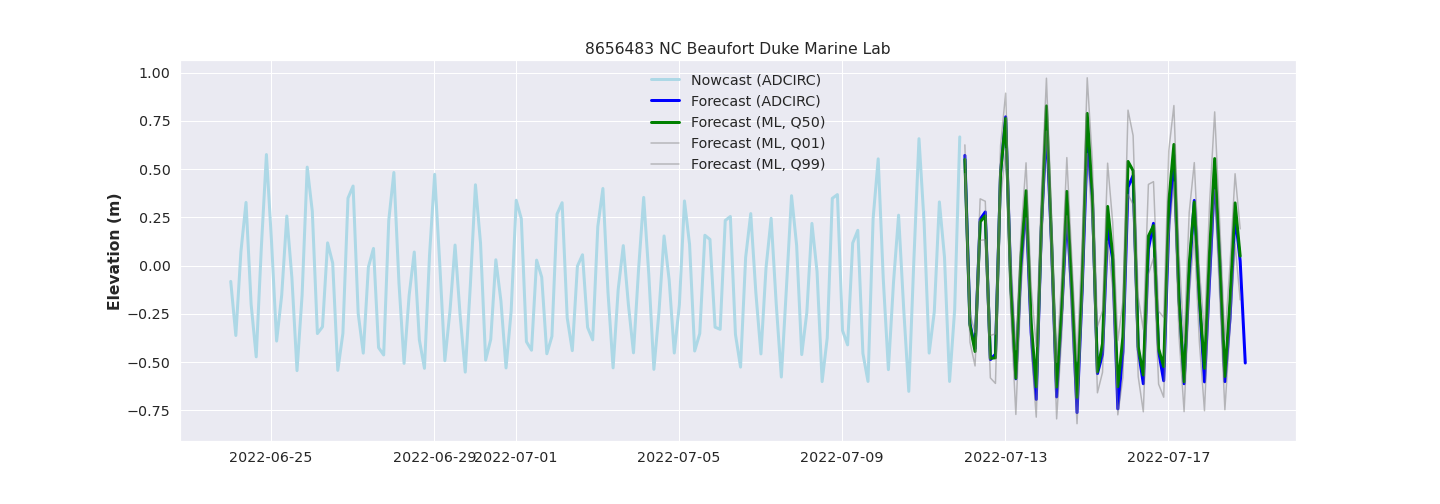 8656483 NC Beaufort Duke Marine Lab
Elevation (m)
1.00
0.75
0.50
0.25
0.00
−0.25
−0.50
−0.75
Nowcast (ADCIRC)
Forecast (ADCIRC)
Forecast (ML, Q50)
Forecast (ML, Q01)
Forecast (ML, Q99)
2022-06-25 2022-06-29 2022-07-01 2022-07-05 2022-07-09 2022-07-13 2022-07-17